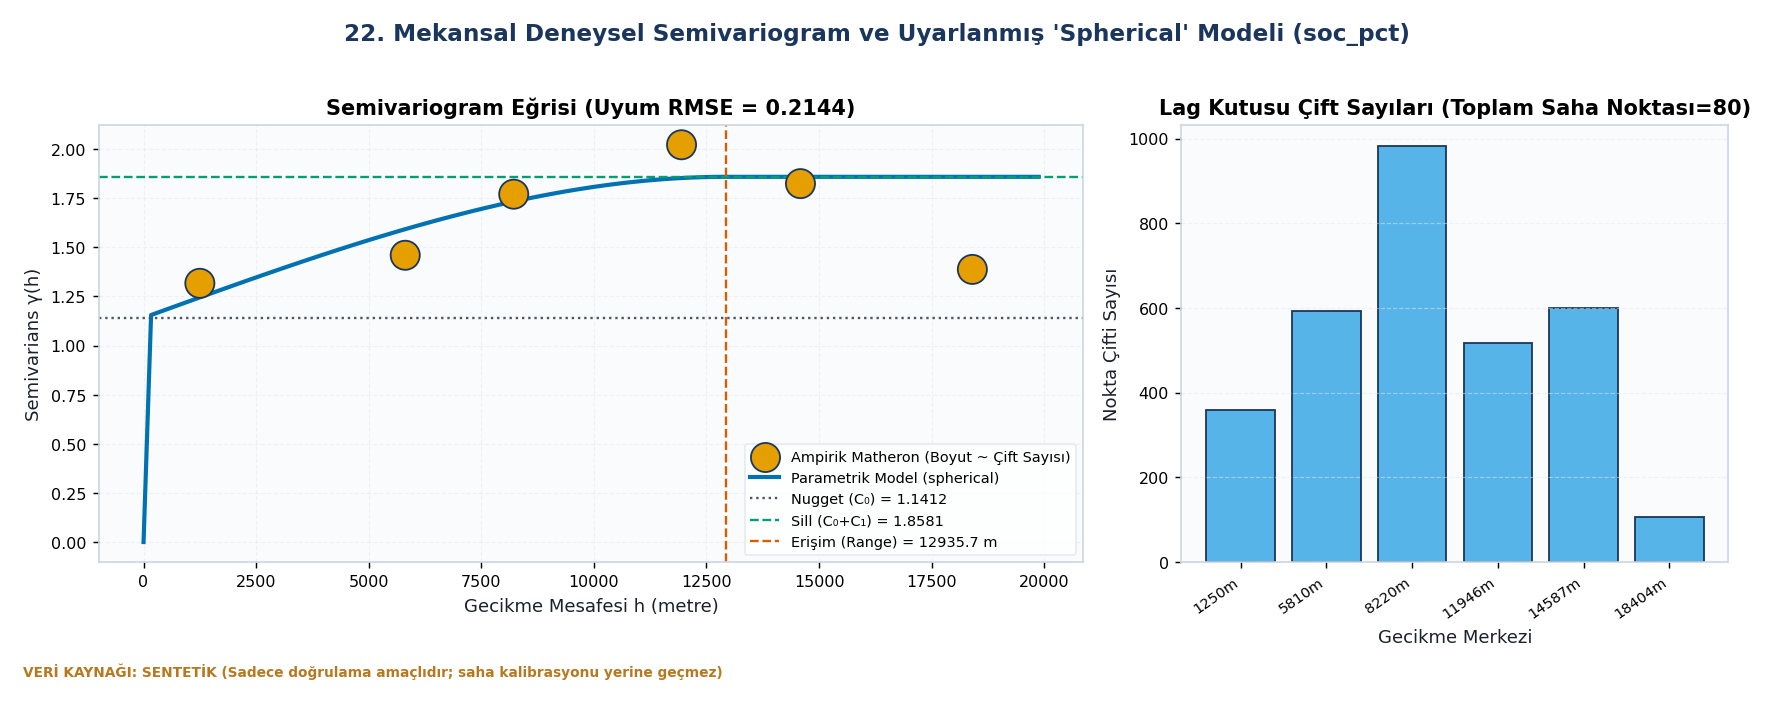 22. Mekansal Deneysel Semivariogram ve Uyarlanmış 'Spherical' Modeli (soc_pct)
Semivariogram Eğrisi (Uyum RMSE = 0.2144)
Semivarians γ(h)
2.00
1.75
1.50
1.25
1.00
0.75
0.50
0.25
0.00
Ampirik Matheron (Boyut ~ Çift Sayısı)
Parametrik Model (spherical)
Nugget (C₀) = 1.1412
Sill (C₀+C₁) = 1.8581
Erişim (Range) = 12935.7 m
0 2500 5000 7500 10000 12500 15000 17500 20000
Gecikme Mesafesi h (metre)
Lag Kutusu Çift Sayıları (Toplam Saha Noktası=80)
Nokta Çifti Sayısı
1000
800
600
400
200
0
1250m 5810m 8220m 11946m 14587m 18404m
Gecikme Merkezi
VERİ KAYNAĞI: SENTETİK (Sadece doğrulama amaçlıdır; saha kalibrasyonu yerine geçmez)